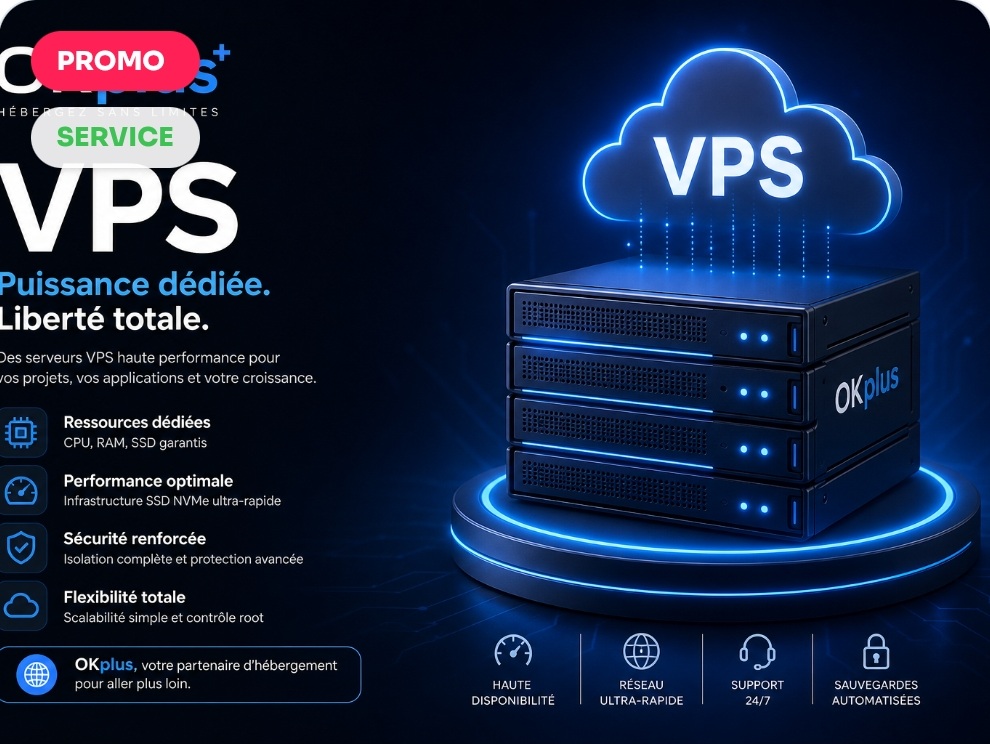 PROMO
HÉBERGEZ SANS LIMITES
SERVICE
VPS
Puissance dédiée.
Liberté totale.
Des serveurs VPS haute performance pour
vos projets, vos applications et votre croissance.
Ressources dédiées
CPU, RAM, SSD garantis
Performance optimale
Infrastructure SSD NVMe ultra-rapide
Sécurité renforcée
Isolation complète et protection avancée
Flexibilité totale
Scalabilité simple et contrôle root
OKplus, votre partenaire d'hébergement
pour aller plus loin.
VPS
OKplus
HAUTE
DISPONIBILITÉ
RÉSEAU
ULTRA-RAPIDE
SUPPORT
24/7
SAUVEGARDES
AUTOMATISÉES